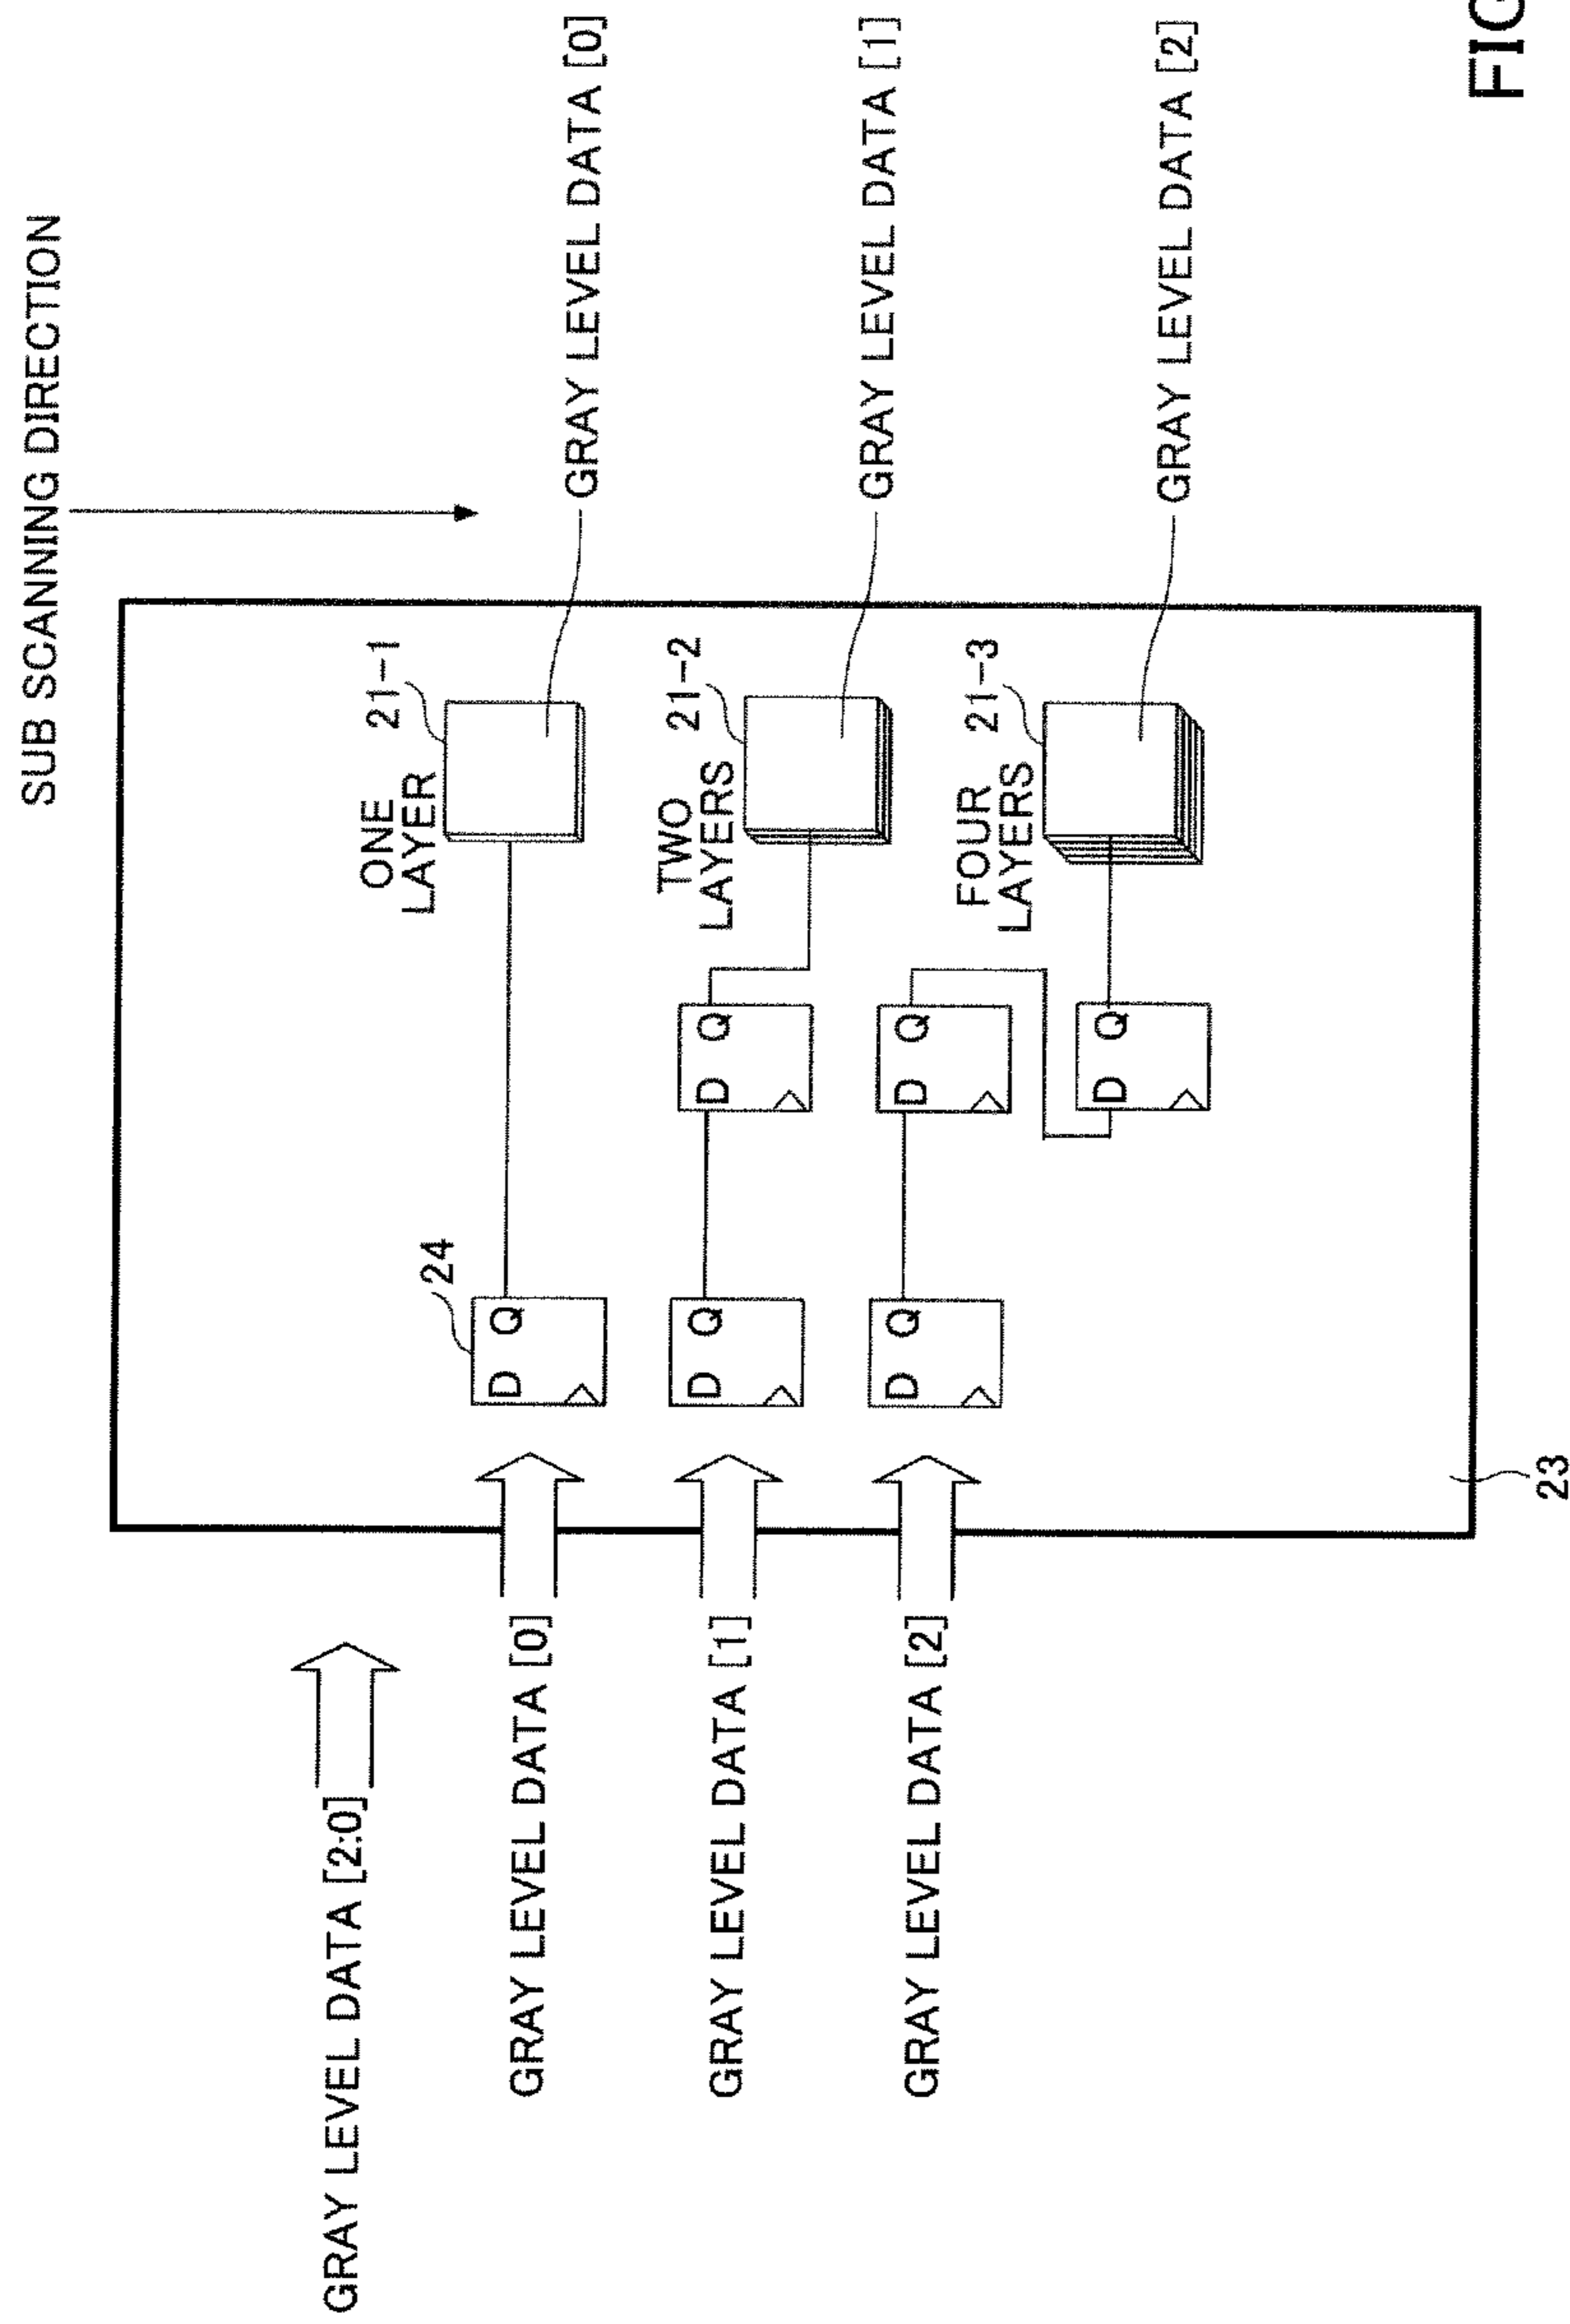 SUB SCANNING DIRECTION
GRAY LEVEL DATA [2:0]
ONE
LAYER
21-1
24
GRAY LEVEL DATA [0]
GRAY LEVEL DATA [0]
D Q
TWO
LAYERS
21-2
GRAY LEVEL DATA [1]
GRAY LEVEL DATA [1]
D Q
D Q
FOUR
LAYERS
21-3
GRAY LEVEL DATA [2]
GRAY LEVEL DATA [2]
D Q
D Q
D Q
23